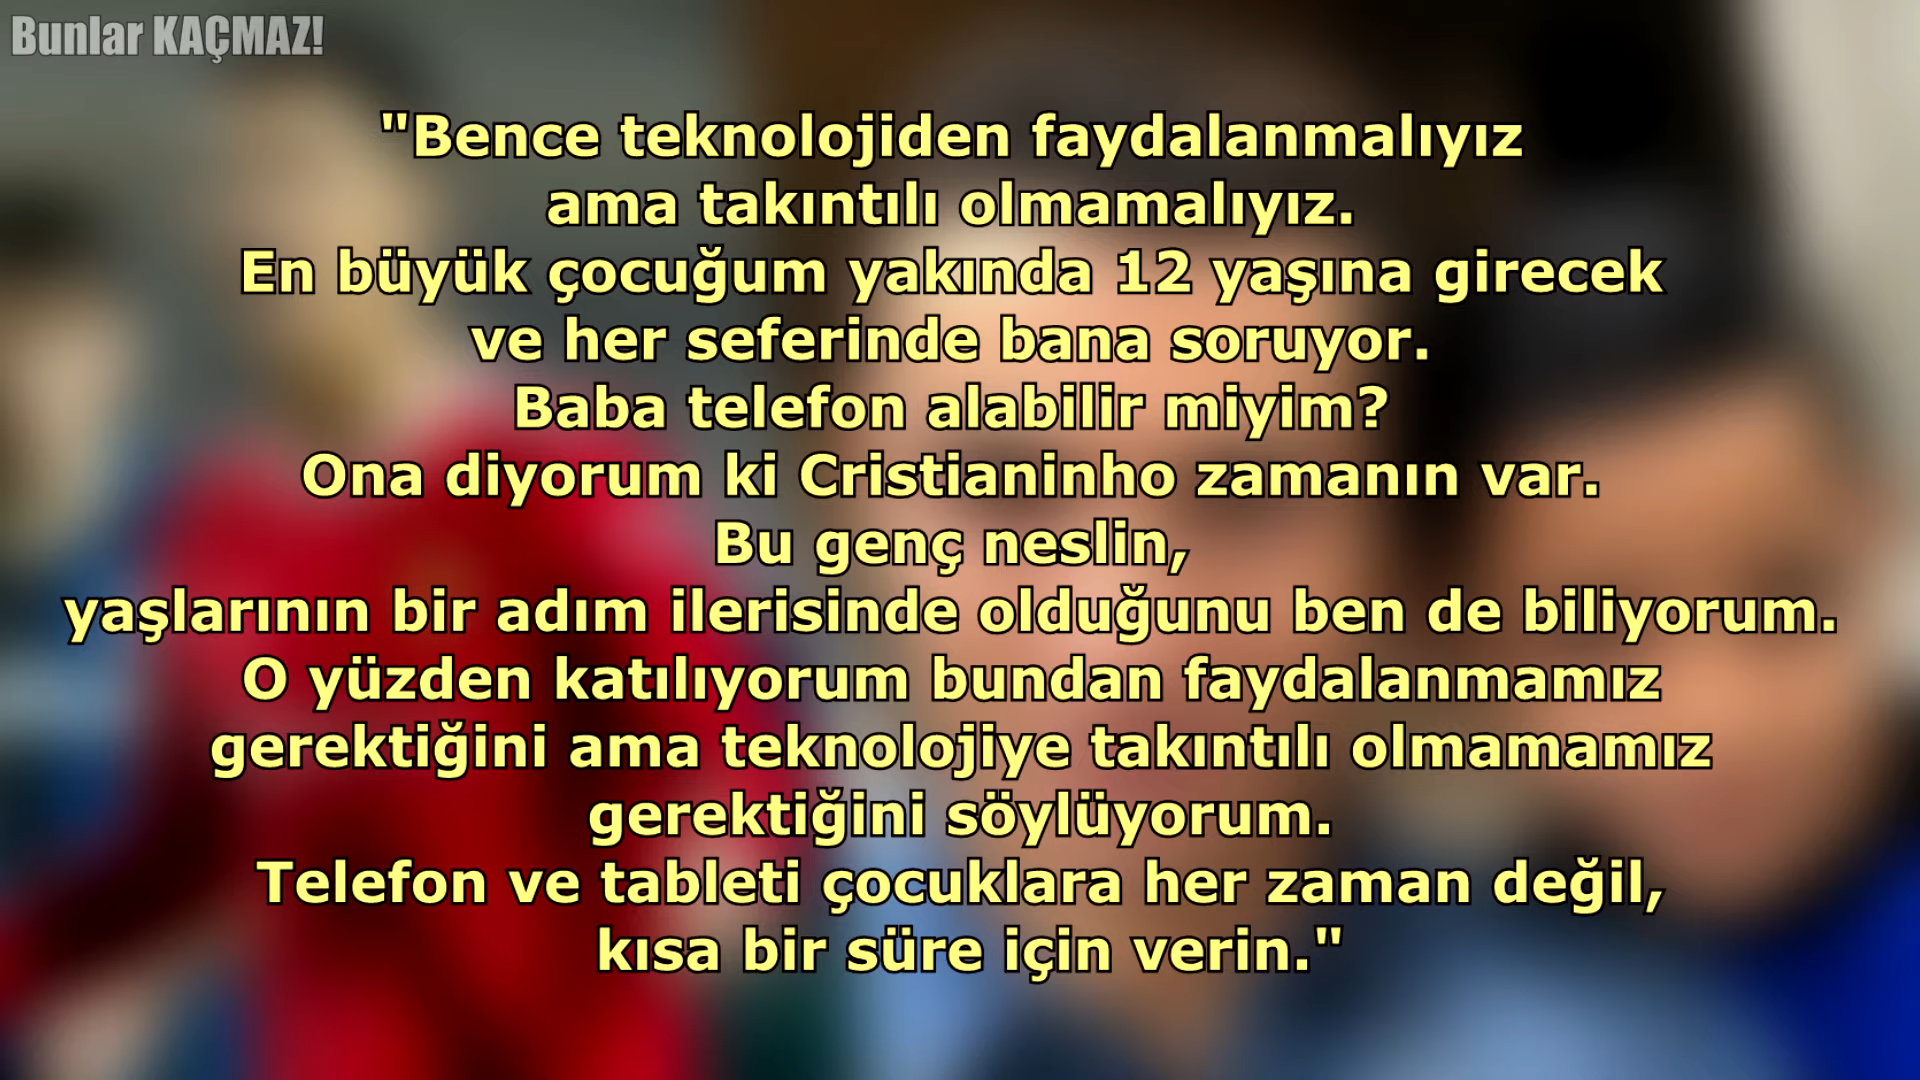 Bunlar KAÇMAZ!
"Bence teknolojiden faydalanmalıyız
ama takıntılı olmamalıyız.
En büyük çocuğum yakında 12 yaşına girecek
ve her seferinde bana soruyor.
Baba telefon alabilir miyim?
Ona diyorum ki Cristianinho zamanın var.
Bu genç neslin,
yaşlarının bir adım ilerisinde olduğunu ben de biliyorum.
O yüzden katılıyorum bundan faydalanmamız
gerektiğini ama teknolojiye takıntılı olmamamız
gerektiğini söylüyorum.
Telefon ve tableti çocuklara her zaman değil,
kısa bir süre için verin."